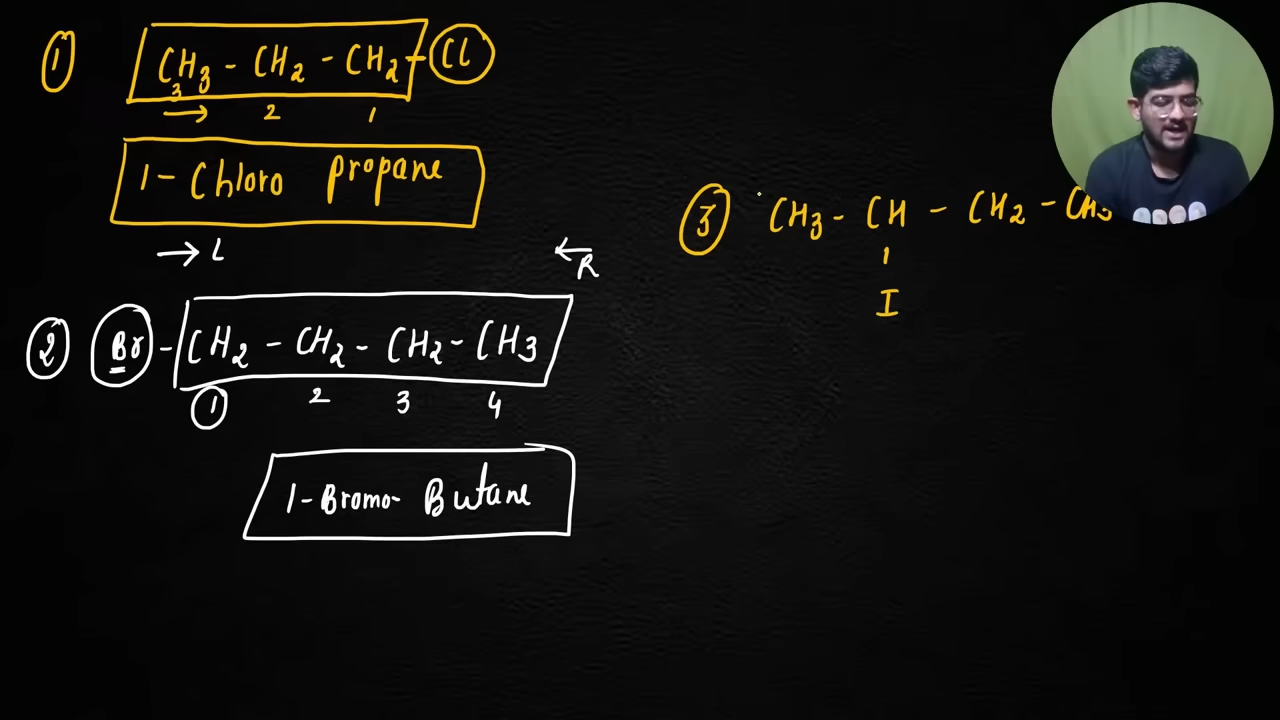 ① CH3 - CH2 - CH2 - Cl
3 2 1
1- Chloro propane
→ L ← R
② Br - CH2 - CH2 - CH2 - CH3
① 2 3 4
1-Bromo- Butane
③ CH3 - CH - CH2 - CH3
I